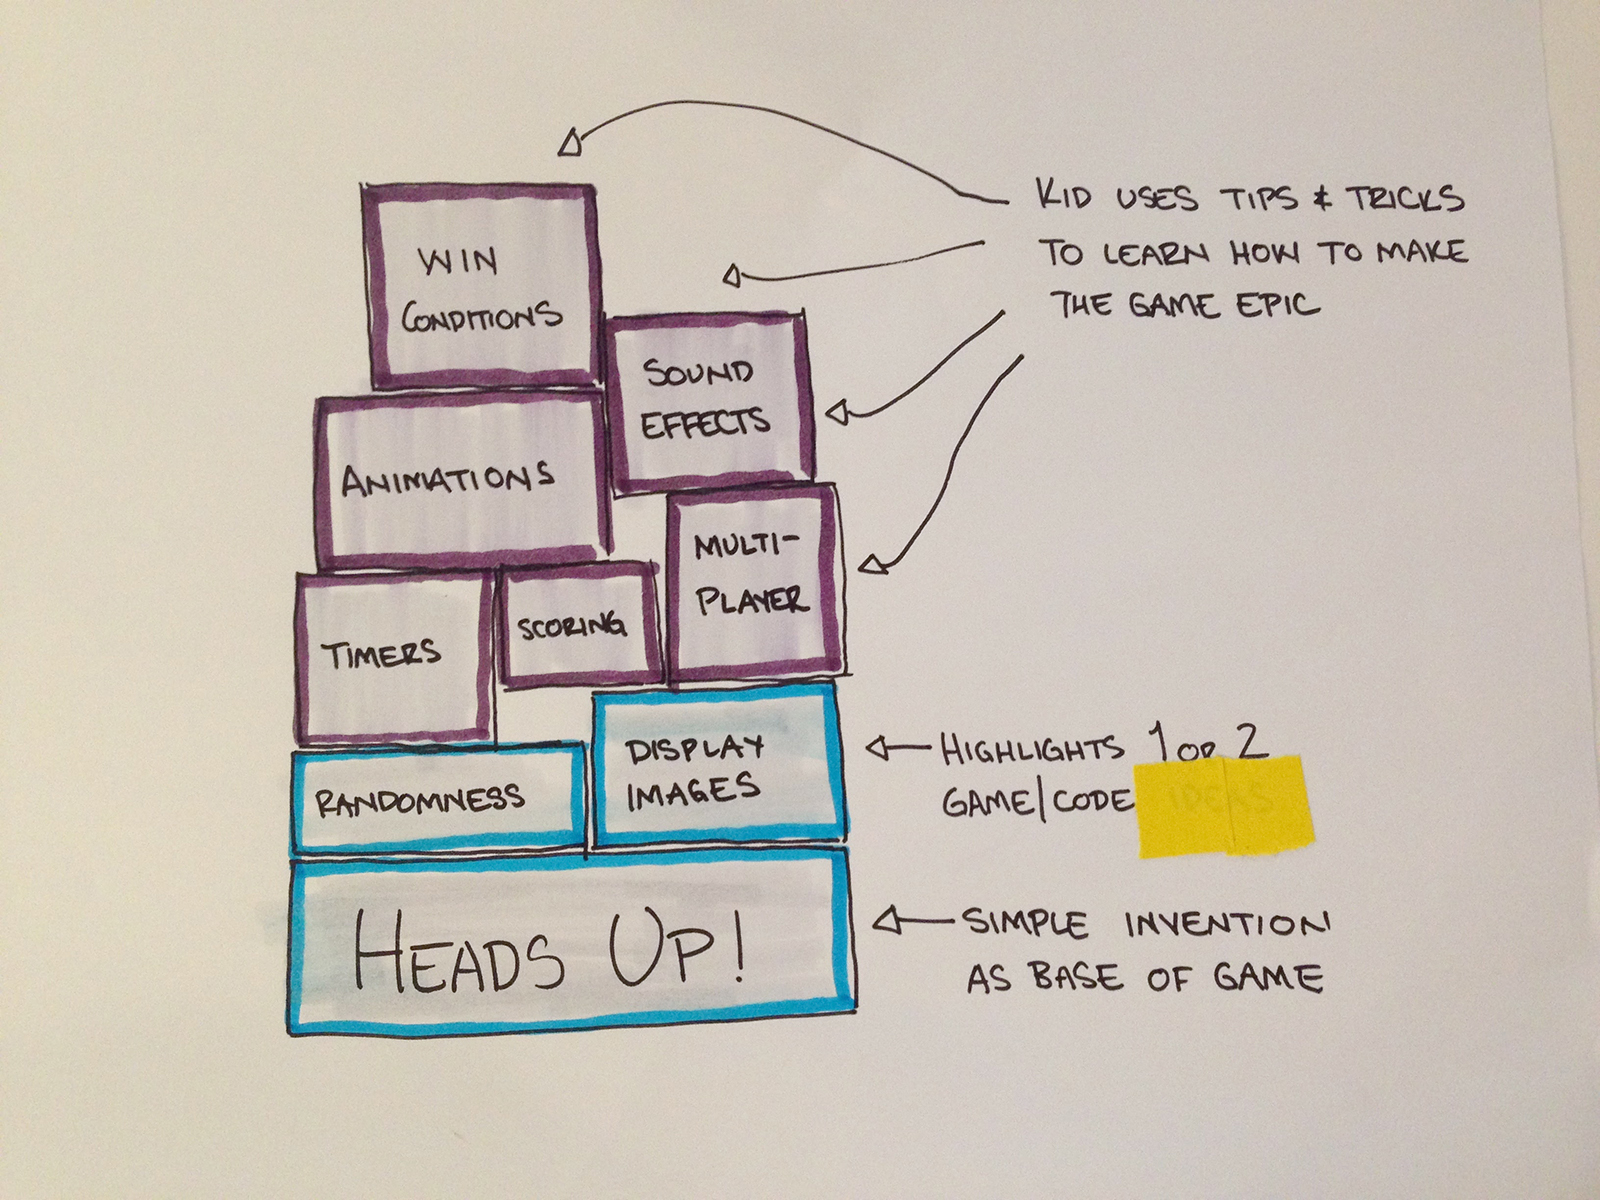 WIN
CONDITIONS
SOUND
EFFECTS
ANIMATIONS
MULTI-
PLAYER
TIMERS
SCORING
DISPLAY
IMAGES
RANDOMNESS
HEADS UP!
KID USES TIPS & TRICKS
TO LEARN HOW TO MAKE
THE GAME EPIC
HIGHLIGHTS 1 OR 2
GAME/CODE IDEAS
SIMPLE INVENTION
AS BASE OF GAME